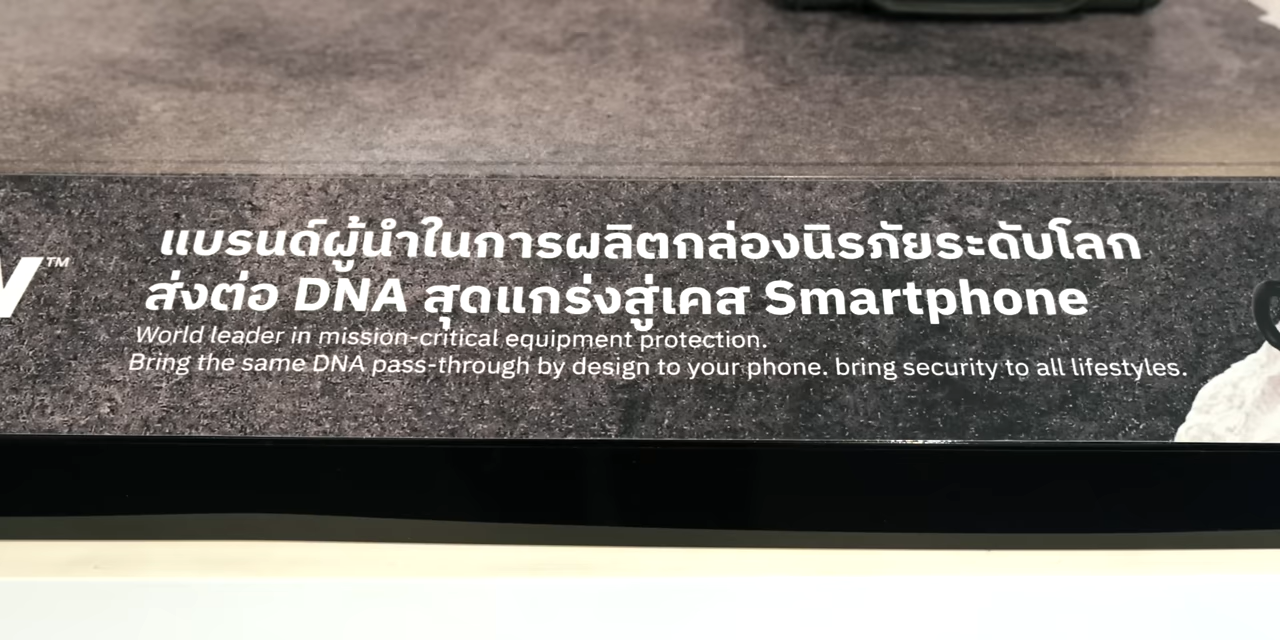 แบรนด์ผู้นำในการผลิตกล่องนิรภัยระดับโลก
ส่งต่อ DNA สุดแกร่งสู่เคส Smartphone
World leader in mission-critical equipment protection.
Bring the same DNA pass-through by design to your phone. bring security to all lifestyles.
™